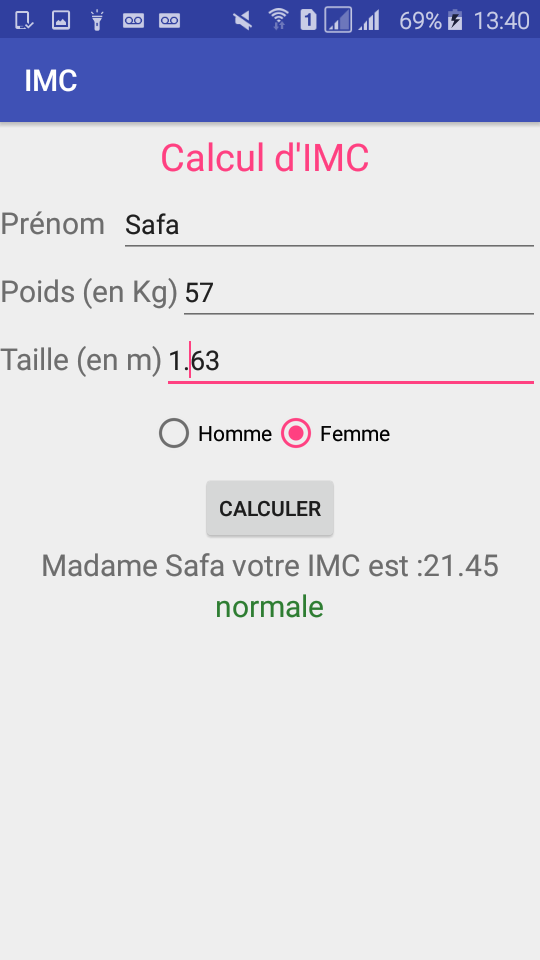 69% 13:40
IMC
Calcul d'IMC
Prénom Safa
Poids (en Kg) 57
Taille (en m) 1.63
Homme Femme
CALCULER
Madame Safa votre IMC est :21.45
normale